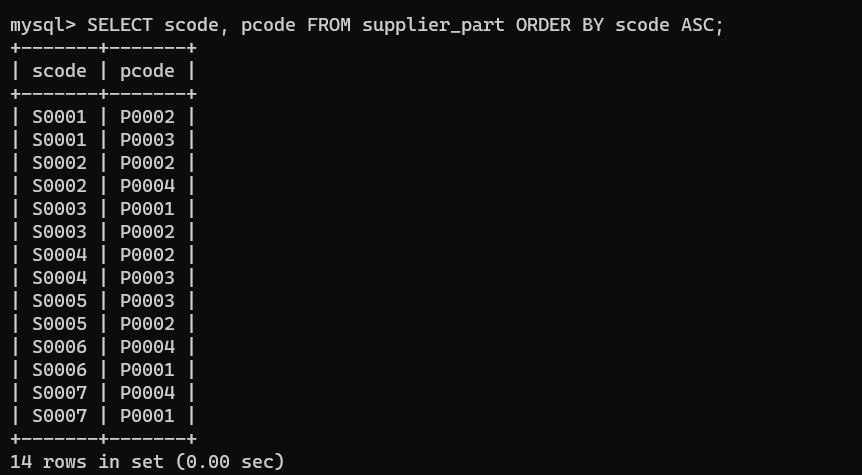 mysql> SELECT scode, pcode FROM supplier_part ORDER BY scode ASC;
+-------+-------+
| scode | pcode |
+-------+-------+
| S0001 | P0002 |
| S0001 | P0003 |
| S0002 | P0002 |
| S0002 | P0004 |
| S0003 | P0001 |
| S0003 | P0002 |
| S0004 | P0002 |
| S0004 | P0003 |
| S0005 | P0003 |
| S0005 | P0002 |
| S0006 | P0004 |
| S0006 | P0001 |
| S0007 | P0004 |
| S0007 | P0001 |
+-------+-------+
14 rows in set (0.00 sec)